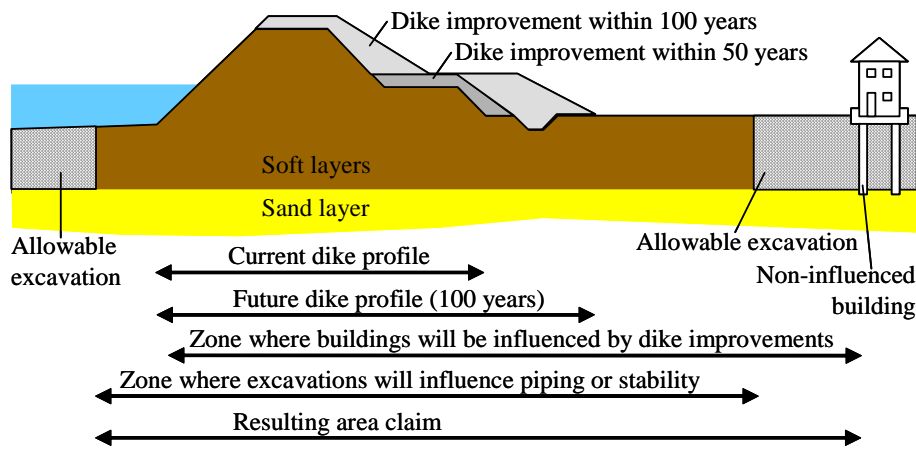 Dike improvement within 100 years
Dike improvement within 50 years
Soft layers
Sand layer
Allowable
excavation
Allowable excavation
Non-influenced
building
Current dike profile
Future dike profile (100 years)
Zone where buildings will be influenced by dike improvements
Zone where excavations will influence piping or stability
Resulting area claim